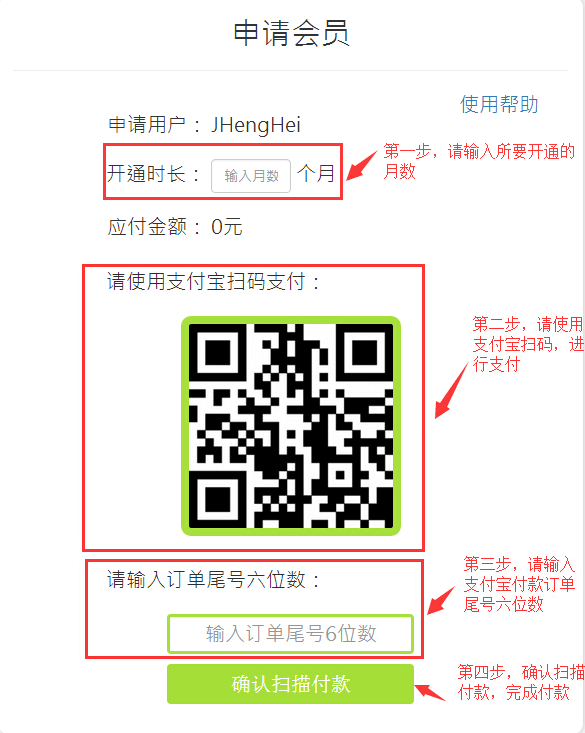 申请会员
使用帮助
申请用户： JHengHei
开通时长： 输入月数 个月
第一步，请输入所要开通的
月数
应付金额： 0元
请使用支付宝扫码支付：
第二步，请使用
支付宝扫码，进
行支付
请输入订单尾号六位数：
输入订单尾号6位数
第三步，请输入
支付宝付款订单
尾号六位数
确认扫描付款
第四步，确认扫描
付款，完成付款